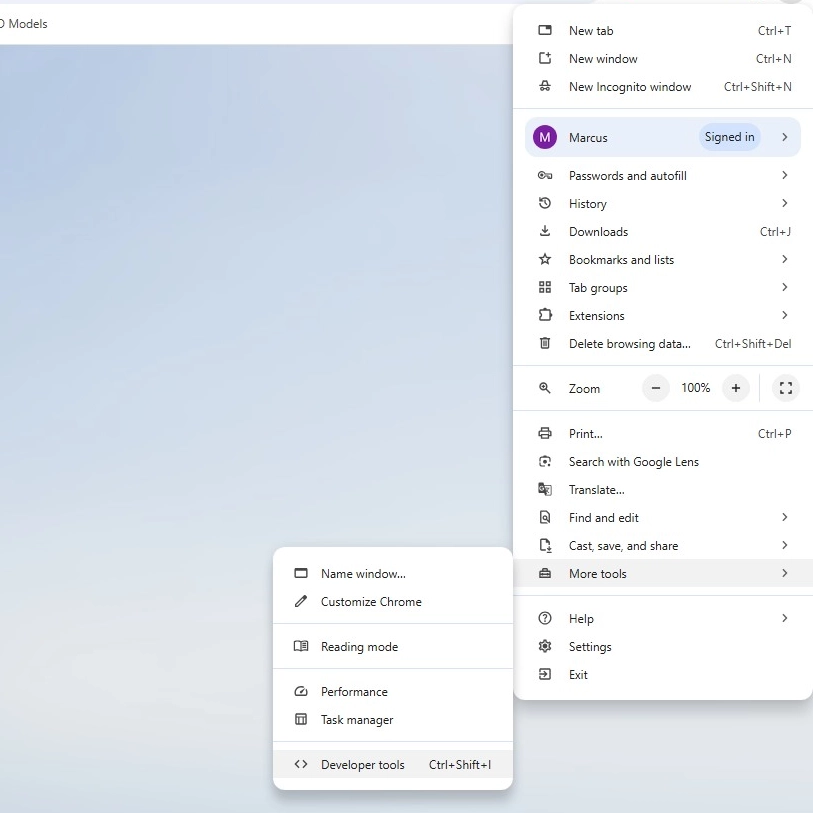 Models
New tab Ctrl+T
New window Ctrl+N
New Incognito window Ctrl+Shift+N
M Marcus Signed in
Passwords and autofill
History
Downloads Ctrl+J
Bookmarks and lists
Tab groups
Extensions
Delete browsing data... Ctrl+Shift+Del
Zoom − 100% +
Print... Ctrl+P
Search with Google Lens
Translate...
Find and edit
Cast, save, and share
More tools
Name window...
Customize Chrome
Reading mode
Performance
Task manager
Developer tools Ctrl+Shift+I
Help
Settings
Exit